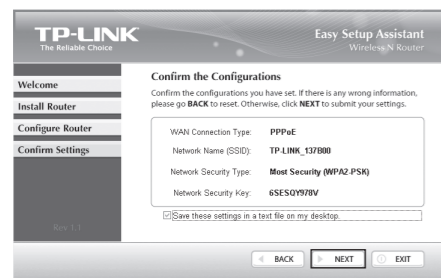 TP-LINK
The Reliable Choice
Easy Setup Assistant
Wireless N Router
Welcome
Install Router
Configure Router
Confirm Settings
Rev 1.1
Confirm the Configurations
Confirm the configurations you have set. If there is any wrong information,
please go BACK to reset. Otherwise, click NEXT to submit your settings.
WAN Connection Type: PPPoE
Network Name (SSID): TP-LINK_137B00
Network Security Type: Most Security (WPA2-PSK)
Network Security Key: 6SESQY978V
Save these settings in a text file on my desktop.
BACK
NEXT
EXIT